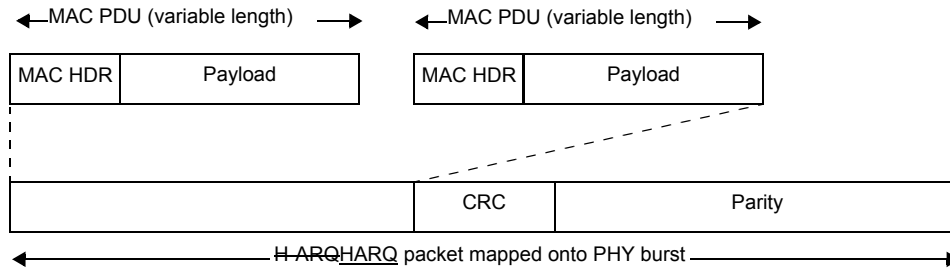 MAC PDU (variable length) MAC PDU (variable length)
MAC HDR Payload MAC HDR Payload
CRC Parity
H-ARQHARQ packet mapped onto PHY burst